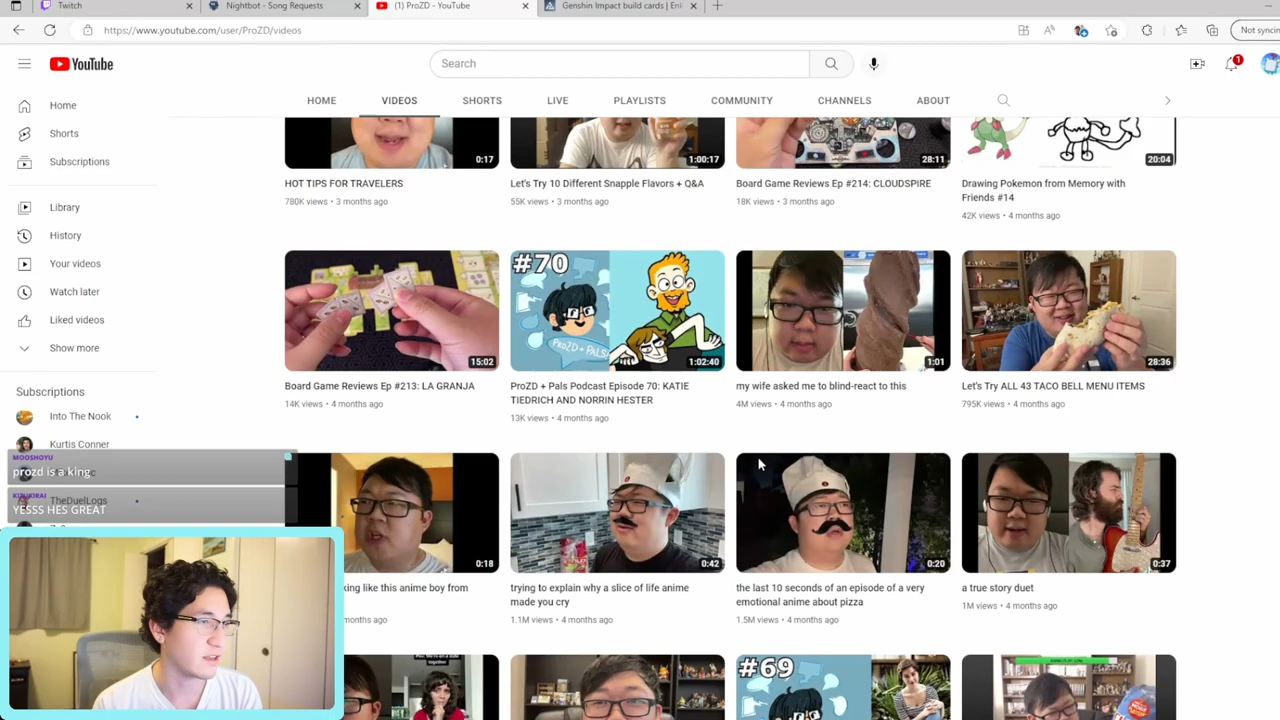 Twitch
Nightbot - Song Requests
(1) ProZD - YouTube
Genshin Impact build cards | Enk
https://www.youtube.com/user/ProZD/videos
Not syncin
YouTube
Search
1
HOME VIDEOS SHORTS LIVE PLAYLISTS COMMUNITY CHANNELS ABOUT
Home
Shorts
Subscriptions
Library
History
Your videos
Watch later
Liked videos
Show more
Subscriptions
Into The Nook
Kurtis Conner
TheDuelLogs
MOOSHOYU
prozd is a king
KIZUKIRAI
YESSS HES GREAT
0:17
HOT TIPS FOR TRAVELERS
780K views • 3 months ago
1:00:17
Let's Try 10 Different Snapple Flavors + Q&A
55K views • 3 months ago
28:11
Board Game Reviews Ep #214: CLOUDSPIRE
18K views • 3 months ago
20:04
Drawing Pokemon from Memory with
Friends #14
42K views • 4 months ago
15:02
Board Game Reviews Ep #213: LA GRANJA
14K views • 4 months ago
#70
PROZD + PALS
1:02:40
ProZD + Pals Podcast Episode 70: KATIE
TIEDRICH AND NORRIN HESTER
13K views • 4 months ago
1:01
my wife asked me to blind-react to this
4M views • 4 months ago
28:36
Let's Try ALL 43 TACO BELL MENU ITEMS
795K views • 4 months ago
0:18
king like this anime boy from
months ago
0:42
trying to explain why a slice of life anime
made you cry
1.1M views • 4 months ago
0:20
the last 10 seconds of an episode of a very
emotional anime about pizza
1.5M views • 4 months ago
0:37
a true story duet
1M views • 4 months ago
#69